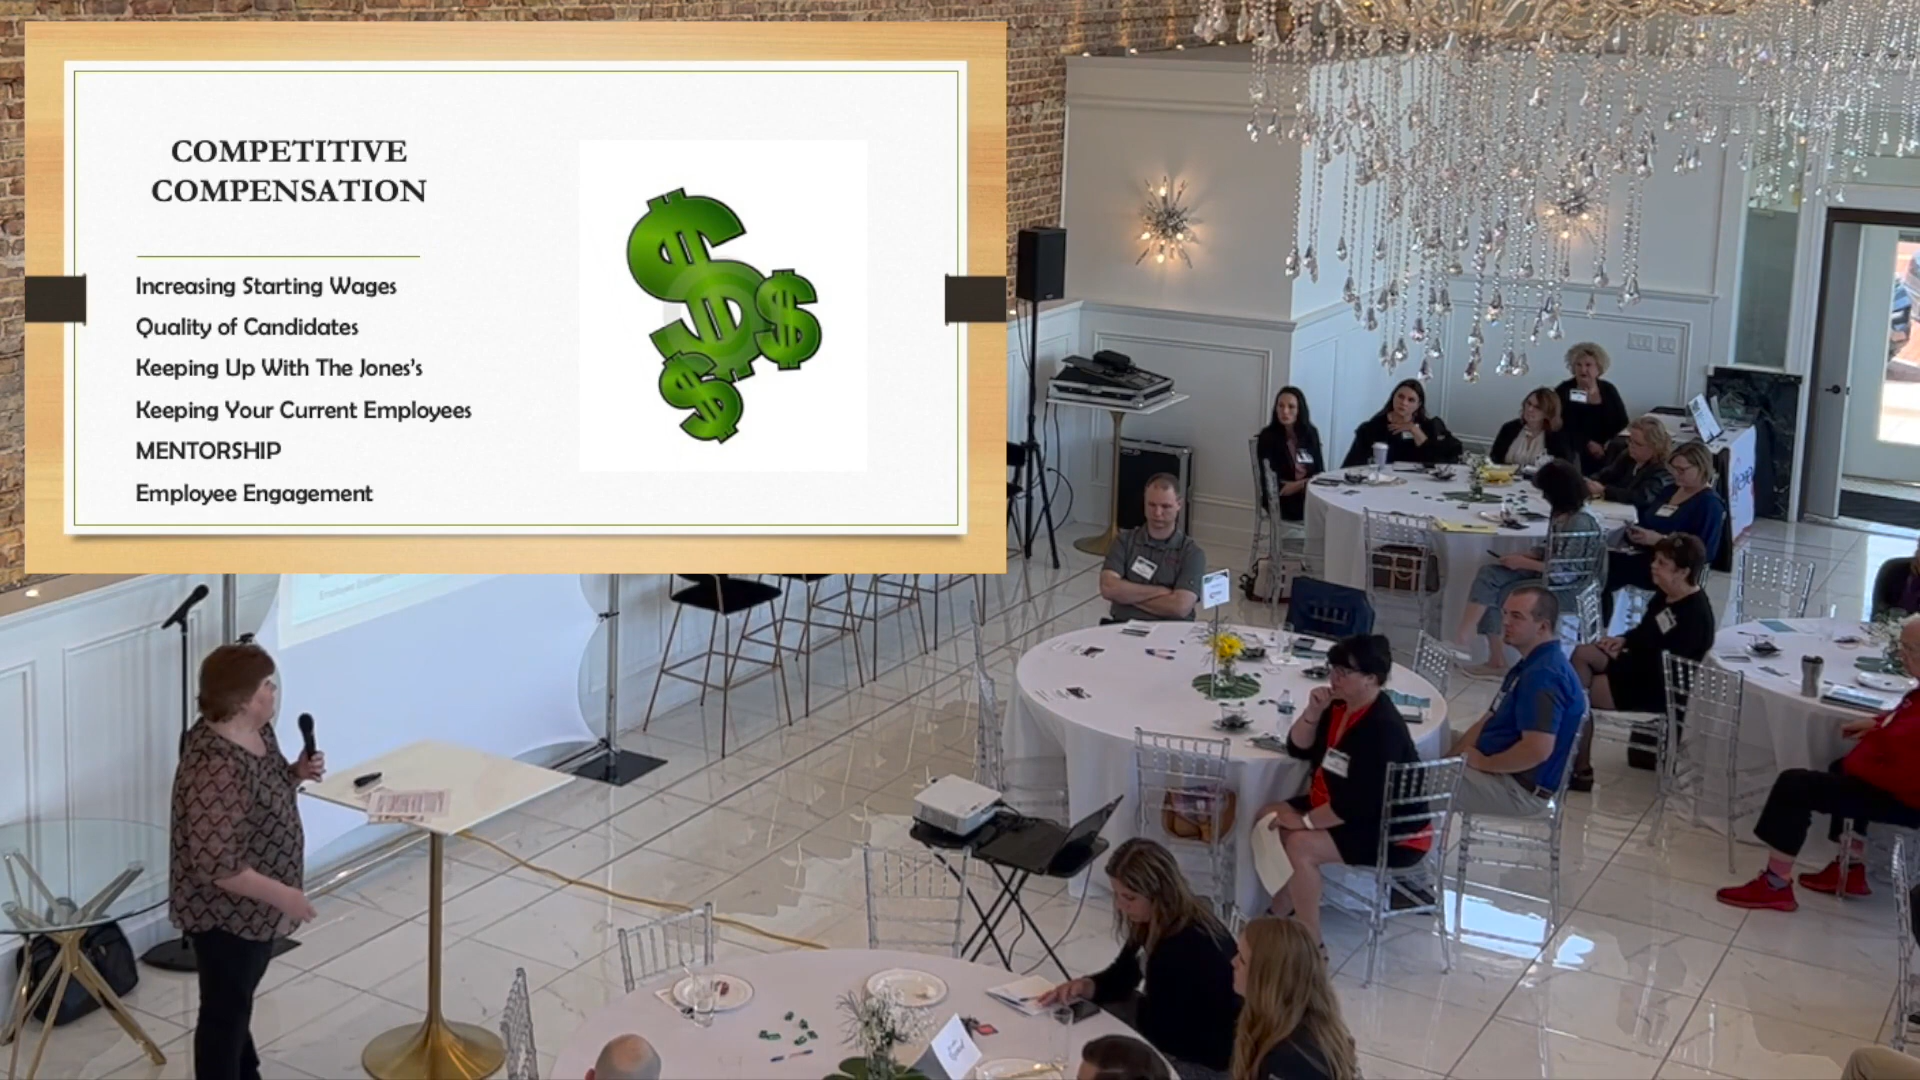 COMPETITIVE
COMPENSATION
Increasing Starting Wages
Quality of Candidates
Keeping Up With The Jones's
Keeping Your Current Employees
MENTORSHIP
Employee Engagement